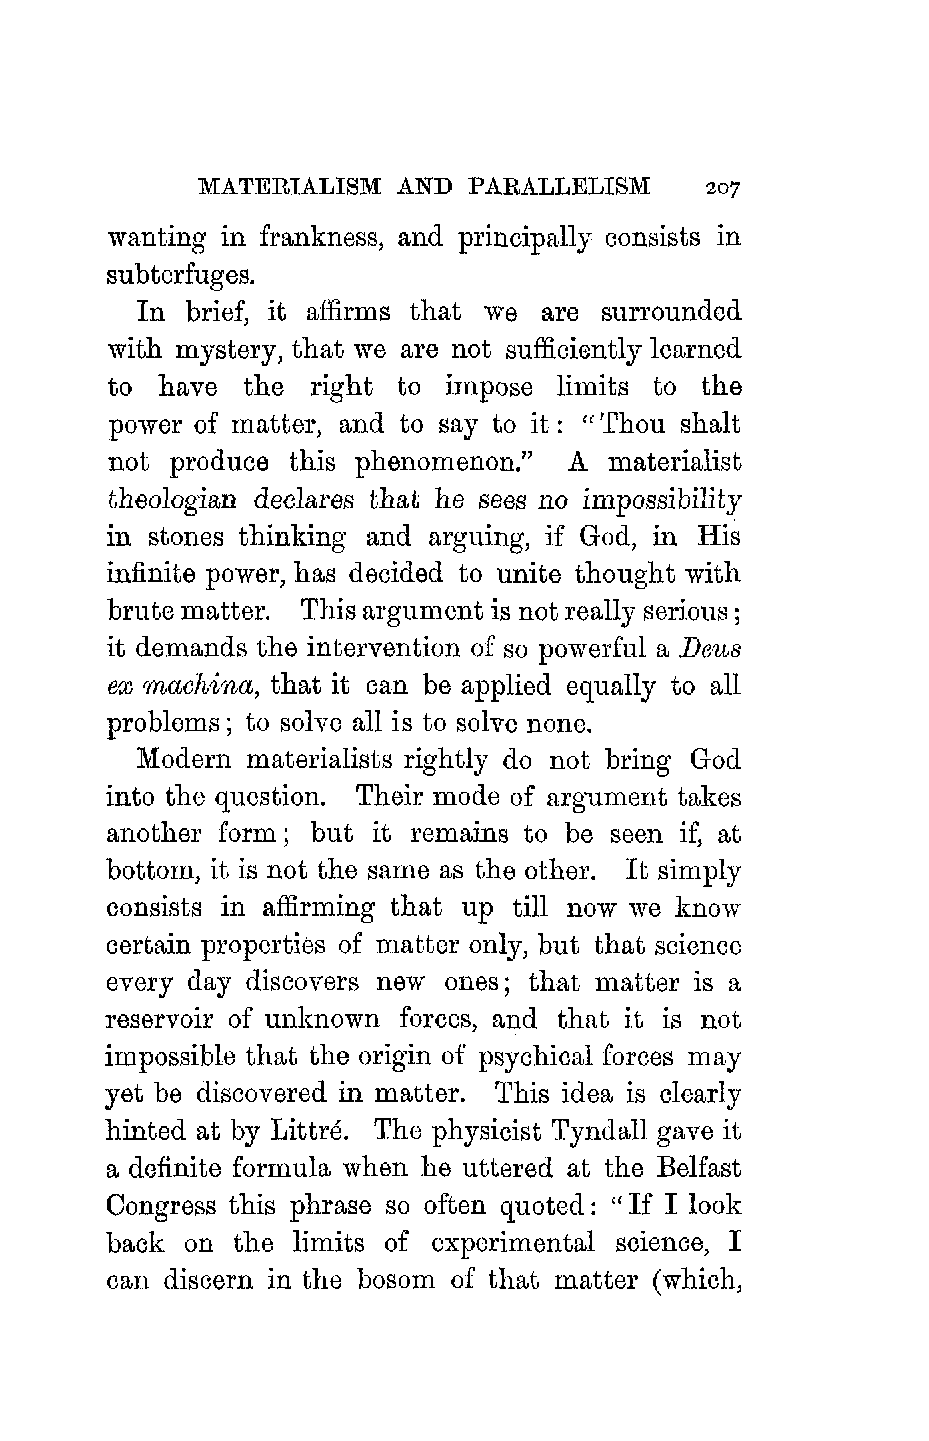 MATERIALISM AND PARALLELISM 207
wanting in frankness, and principally consists in
subterfuges.
In brief, it affirms that we are surrounded
with mystery, that we are not sufficiently learned
to have the right to impose limits to the
power of matter, and to say to it: "Thou shalt
not produce this phenomenon." A materialist
theologian declares that he sees no impossibility
in stones thinking and arguing, if God, in His
infinite power, has decided to unite thought with
brute matter. This argument is not really serious;
it demands the intervention of so powerful a Deus
ex machina, that it can be applied equally to all
problems; to solve all is to solve none.
Modern materialists rightly do not bring God
into the question. Their mode of argument takes
another form; but it remains to be seen if, at
bottom, it is not the same as the other. It simply
consists in affirming that up till now we know
certain properties of matter only, but that science
every day discovers new ones; that matter is a
reservoir of unknown forces, and that it is not
impossible that the origin of psychical forces may
yet be discovered in matter. This idea is clearly
hinted at by Littré. The physicist Tyndall gave it
a definite formula when he uttered at the Belfast
Congress this phrase so often quoted: "If I look
back on the limits of experimental science, I
can discern in the bosom of that matter (which,